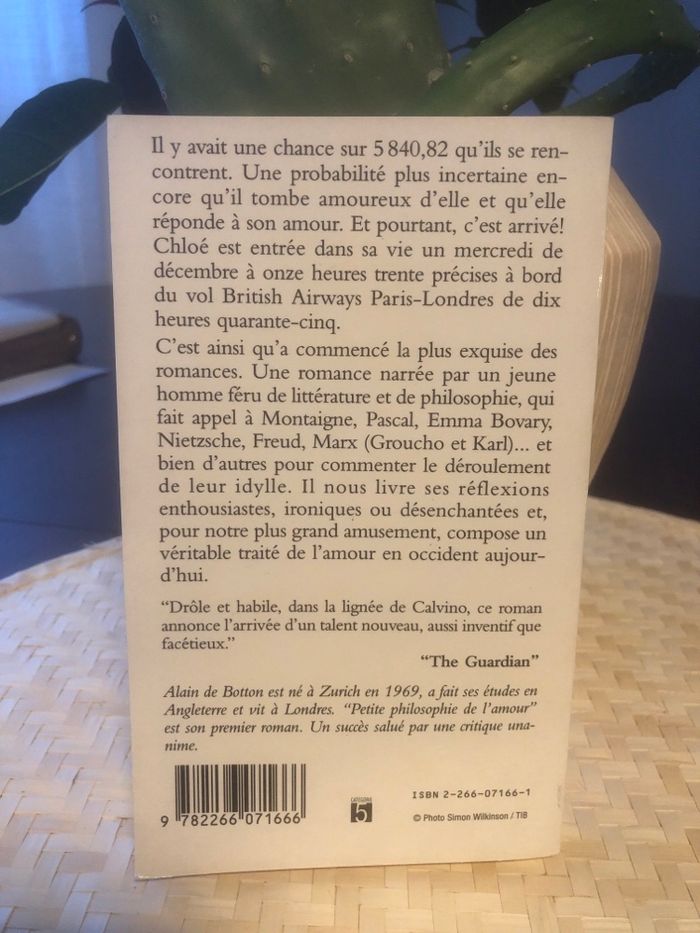 Il y avait une chance sur 5 840,82 qu'ils se ren-
contrent. Une probabilité plus incertaine en-
core qu'il tombe amoureux d'elle et qu'elle
réponde à son amour. Et pourtant, c'est arrivé!
Chloé est entrée dans sa vie un mercredi de
décembre à onze heures trente précises à bord
du vol British Airways Paris-Londres de dix
heures quarante-cinq.
C'est ainsi qu'a commencé la plus exquise des
romances. Une romance narrée par un jeune
homme féru de littérature et de philosophie, qui
fait appel à Montaigne, Pascal, Emma Bovary,
Nietzsche, Freud, Marx (Groucho et Karl)... et
bien d'autres pour commenter le déroulement
de leur idylle. Il nous livre ses réflexions
enthousiastes, ironiques ou désenchantées et,
pour notre plus grand amusement, compose un
véritable traité de l'amour en occident aujour-
d'hui.
“Drôle et habile, dans la lignée de Calvino, ce roman
annonce l'arrivée d'un talent nouveau, aussi inventif que
facétieux.”
“The Guardian”
Alain de Botton est né à Zurich en 1969, a fait ses études en
Angleterre et vit à Londres. “Petite philosophie de l'amour”
est son premier roman. Un succès salué par une critique una-
nime.
9 782266 071666
CATÉGORIE
5
ISBN 2-266-07166-1
© Photo Simon Wilkinson / TIB